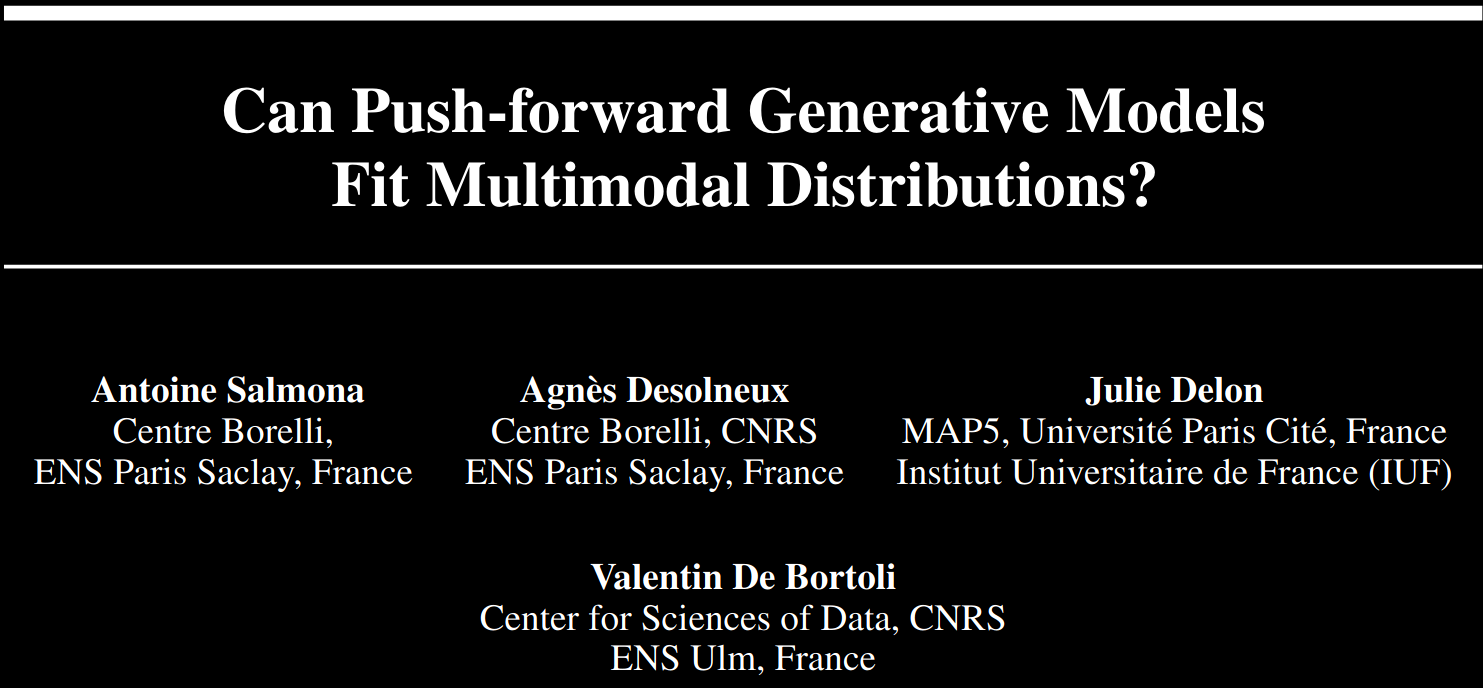 Can Push-forward Generative Models
Fit Multimodal Distributions?
Antoine Salmona
Centre Borelli,
ENS Paris Saclay, France
Agnès Desolneux
Centre Borelli, CNRS
ENS Paris Saclay, France
Julie Delon
MAP5, Université Paris Cité, France
Institut Universitaire de France (IUF)
Valentin De Bortoli
Center for Sciences of Data, CNRS
ENS Ulm, France